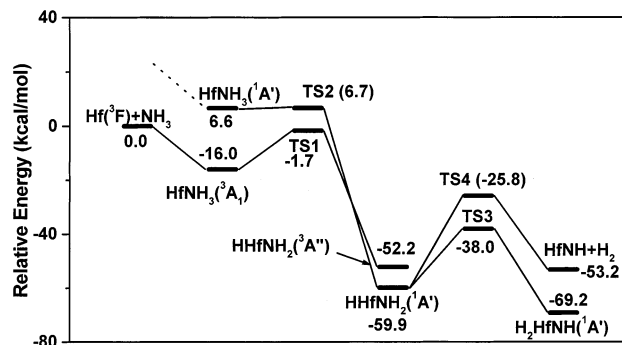 40
0
-40
-80
Relative Energy (kcal/mol)
Hf(³F)+NH₃
0.0
HfNH₃(¹A')
6.6
TS2 (6.7)
TS1
-1.7
-16.0
HfNH₃(³A₁)
-52.2
HHfNH₂(³A")
HHfNH₂(¹A')
-59.9
TS4 (-25.8)
TS3
-38.0
HfNH+H₂
-53.2
-69.2
H₂HfNH(¹A')